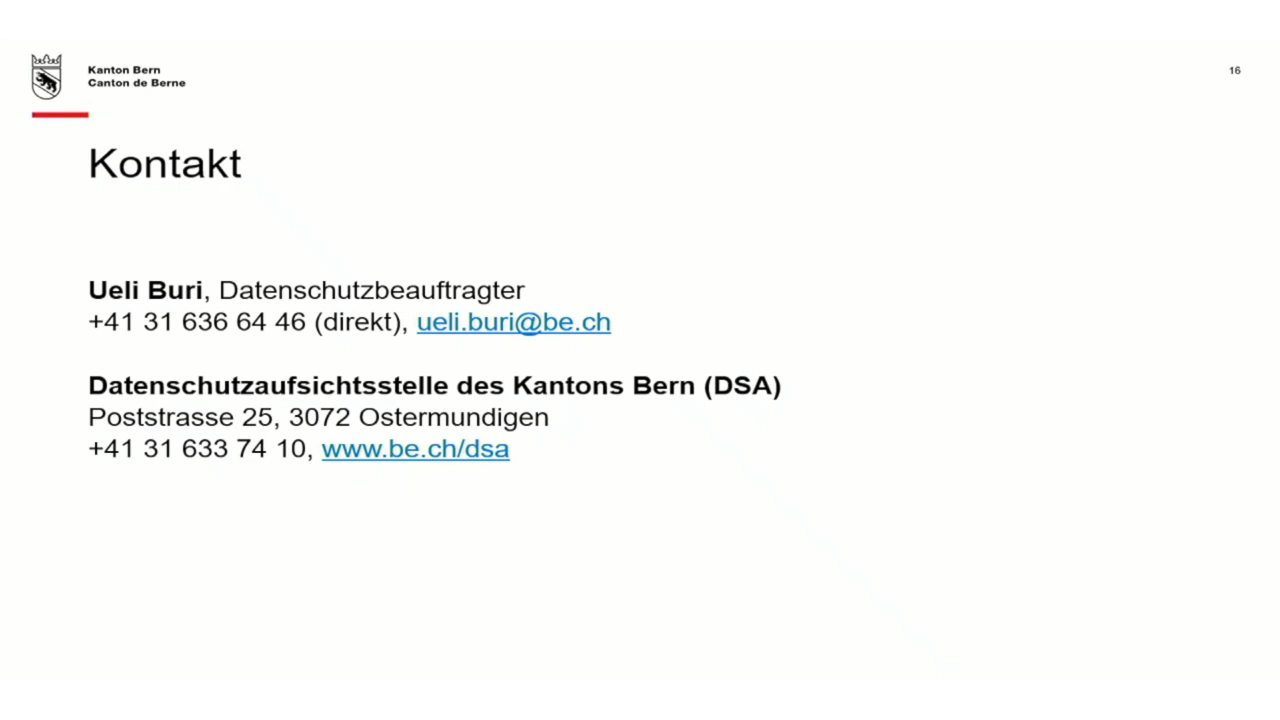 Kanton Bern
Canton de Berne
16
Kontakt
Ueli Buri, Datenschutzbeauftragter
+41 31 636 64 46 (direkt), ueli.buri@be.ch
Datenschutzaufsichtsstelle des Kantons Bern (DSA)
Poststrasse 25, 3072 Ostermundigen
+41 31 633 74 10, www.be.ch/dsa